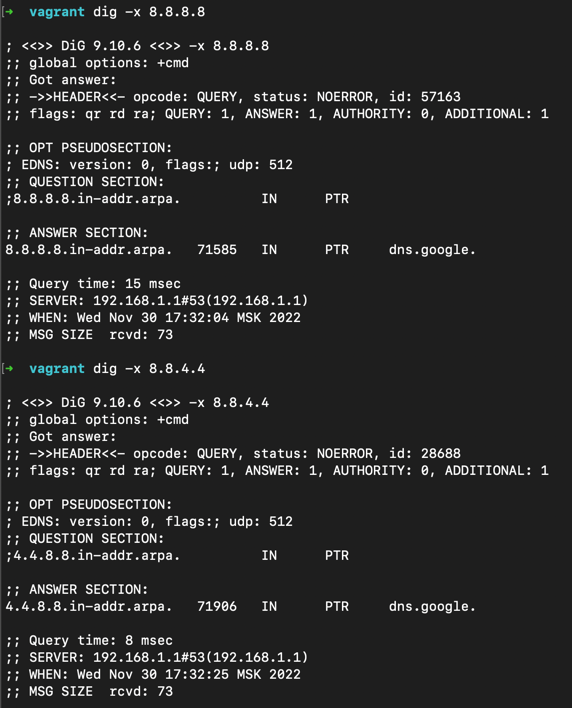 [➜  vagrant dig -x 8.8.8.8

; <<>> DiG 9.10.6 <<>> -x 8.8.8.8
;; global options: +cmd
;; Got answer:
;; ->>HEADER<<- opcode: QUERY, status: NOERROR, id: 57163
;; flags: qr rd ra; QUERY: 1, ANSWER: 1, AUTHORITY: 0, ADDITIONAL: 1

;; OPT PSEUDOSECTION:
; EDNS: version: 0, flags:; udp: 512
;; QUESTION SECTION:
;8.8.8.8.in-addr.arpa.          IN      PTR

;; ANSWER SECTION:
8.8.8.8.in-addr.arpa.   71585   IN      PTR     dns.google.

;; Query time: 15 msec
;; SERVER: 192.168.1.1#53(192.168.1.1)
;; WHEN: Wed Nov 30 17:32:04 MSK 2022
;; MSG SIZE  rcvd: 73

[➜  vagrant dig -x 8.8.4.4

; <<>> DiG 9.10.6 <<>> -x 8.8.4.4
;; global options: +cmd
;; Got answer:
;; ->>HEADER<<- opcode: QUERY, status: NOERROR, id: 28688
;; flags: qr rd ra; QUERY: 1, ANSWER: 1, AUTHORITY: 0, ADDITIONAL: 1

;; OPT PSEUDOSECTION:
; EDNS: version: 0, flags:; udp: 512
;; QUESTION SECTION:
;4.4.8.8.in-addr.arpa.          IN      PTR

;; ANSWER SECTION:
4.4.8.8.in-addr.arpa.   71906   IN      PTR     dns.google.

;; Query time: 8 msec
;; SERVER: 192.168.1.1#53(192.168.1.1)
;; WHEN: Wed Nov 30 17:32:25 MSK 2022
;; MSG SIZE  rcvd: 73